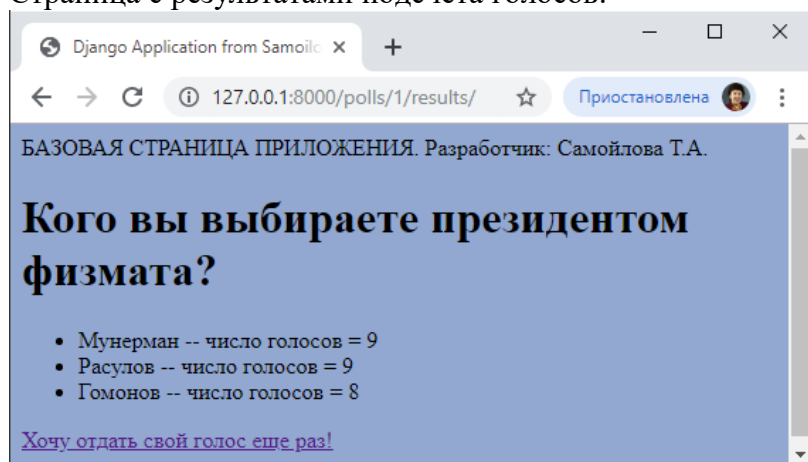 Страница с результатами подсчета голосов:
Django Application from Samoilo
127.0.0.1:8000/polls/1/results/
Приостановлена
БАЗОВАЯ СТРАНИЦА ПРИЛОЖЕНИЯ. Разработчик: Самойлова Т.А.
Кого вы выбираете президентом
физмата?
Мунерман -- число голосов = 9
Расулов -- число голосов = 9
Гомонов -- число голосов = 8
Хочу отдать свой голос еще раз!